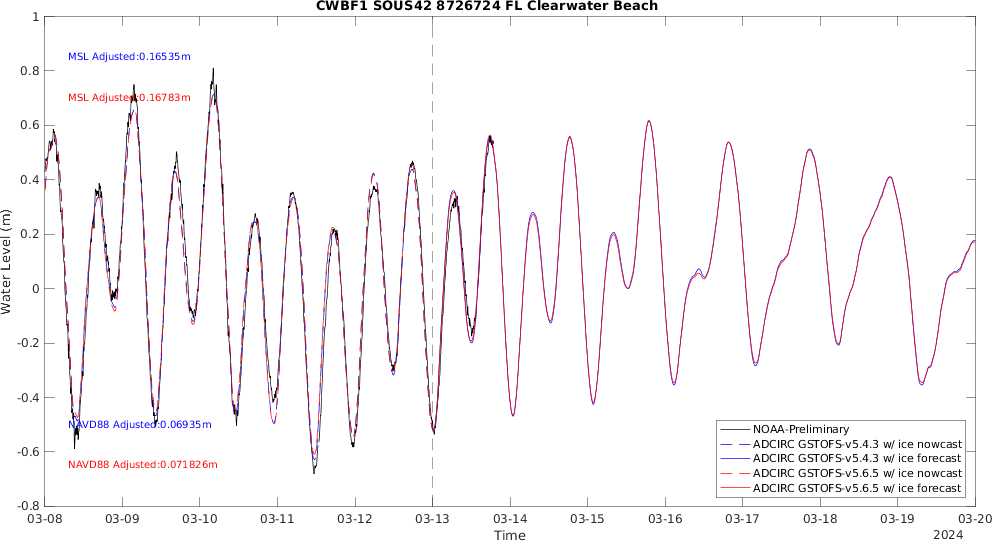 CWBF1 SOUS42 8726724 FL Clearwater Beach
MSL Adjusted:0.16535m
MSL Adjusted:0.16783m
NAVD88 Adjusted:0.06935m
NAVD88 Adjusted:0.071826m
Water Level (m)
1
0.8
0.6
0.4
0.2
0
-0.2
-0.4
-0.6
-0.8
NOAA-Preliminary
ADCIRC GSTOFS-v5.4.3 w/ ice nowcast
ADCIRC GSTOFS-v5.4.3 w/ ice forecast
ADCIRC GSTOFS-v5.6.5 w/ ice nowcast
ADCIRC GSTOFS-v5.6.5 w/ ice forecast
03-08 03-09 03-10 03-11 03-12 03-13 03-14 03-15 03-16 03-17 03-18 03-19 03-20
Time
2024